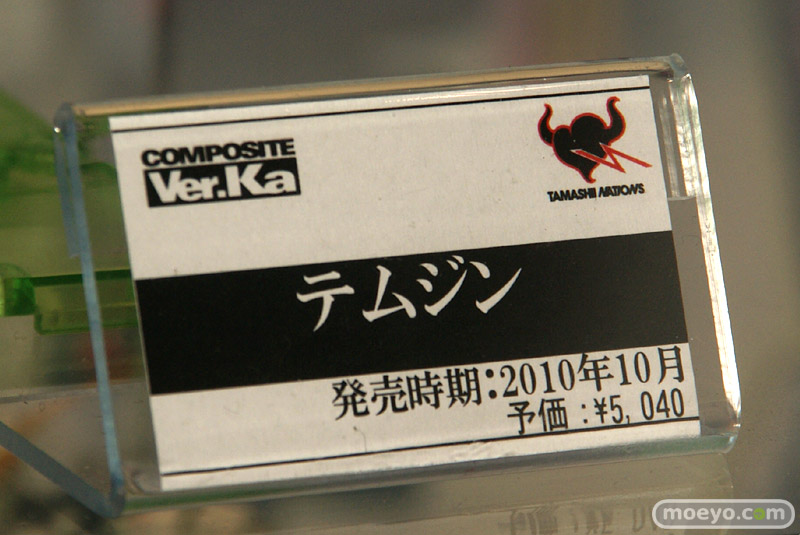 COMPOSITE
Ver.Ka
TAMASHII NATIONS
テムジン
発売時期:2010年10月
予価:¥5,040
moeyo.com